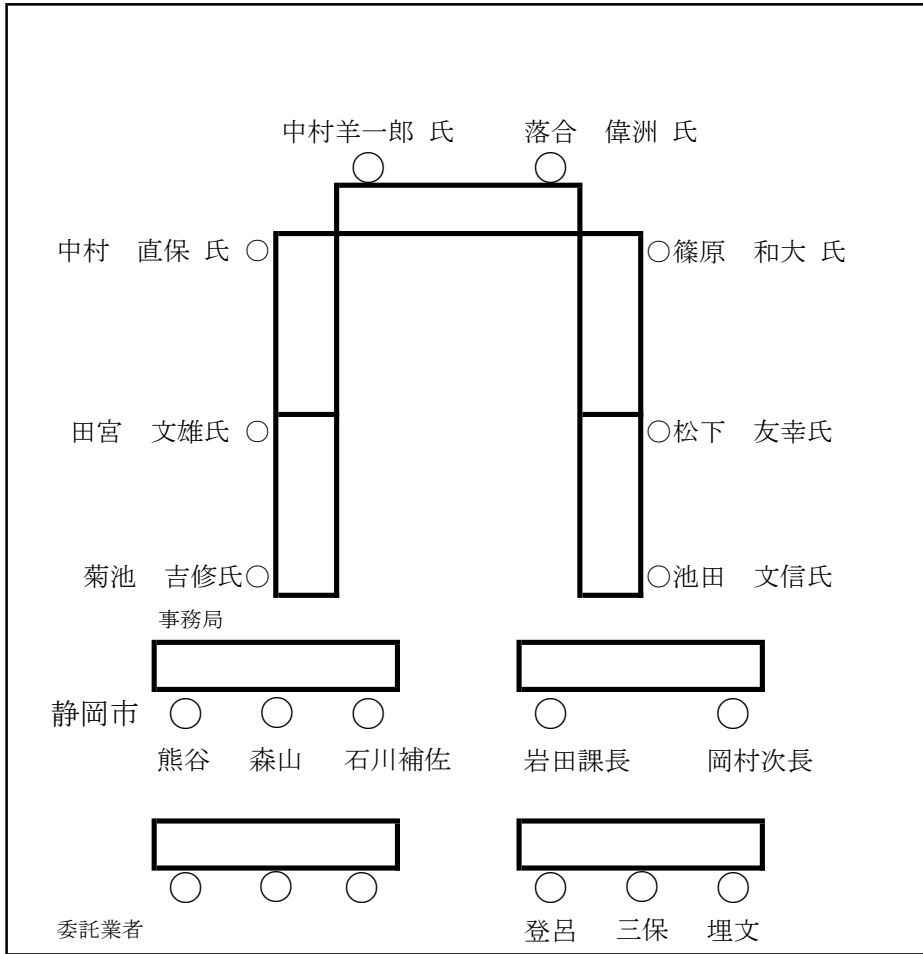 中村羊一郎 氏　落合　偉洲 氏
中村　直保 氏　篠原　和大 氏
田宮　文雄氏　松下　友幸氏
菊池　吉修氏　池田　文信氏
事務局
静岡市
熊谷　森山　石川補佐　岩田課長　岡村次長
委託業者　登呂　三保　埋文